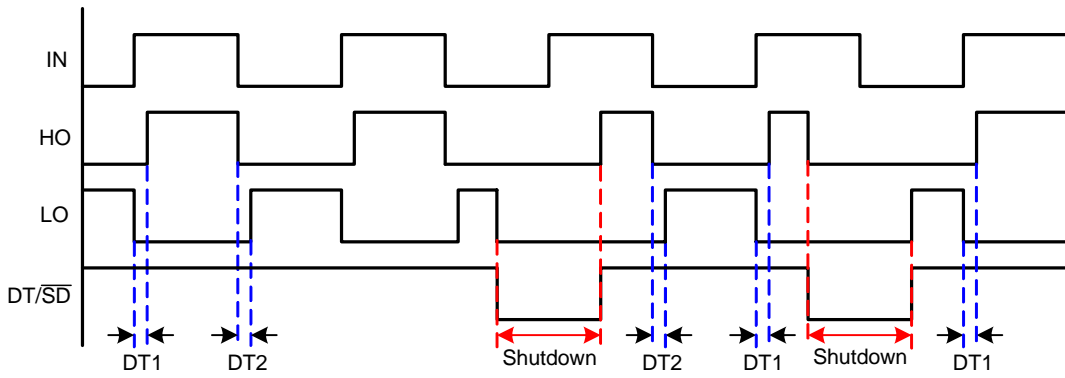 IN
HO
LO
DT/SD
DT1 DT2 Shutdown DT2 DT1 Shutdown DT1